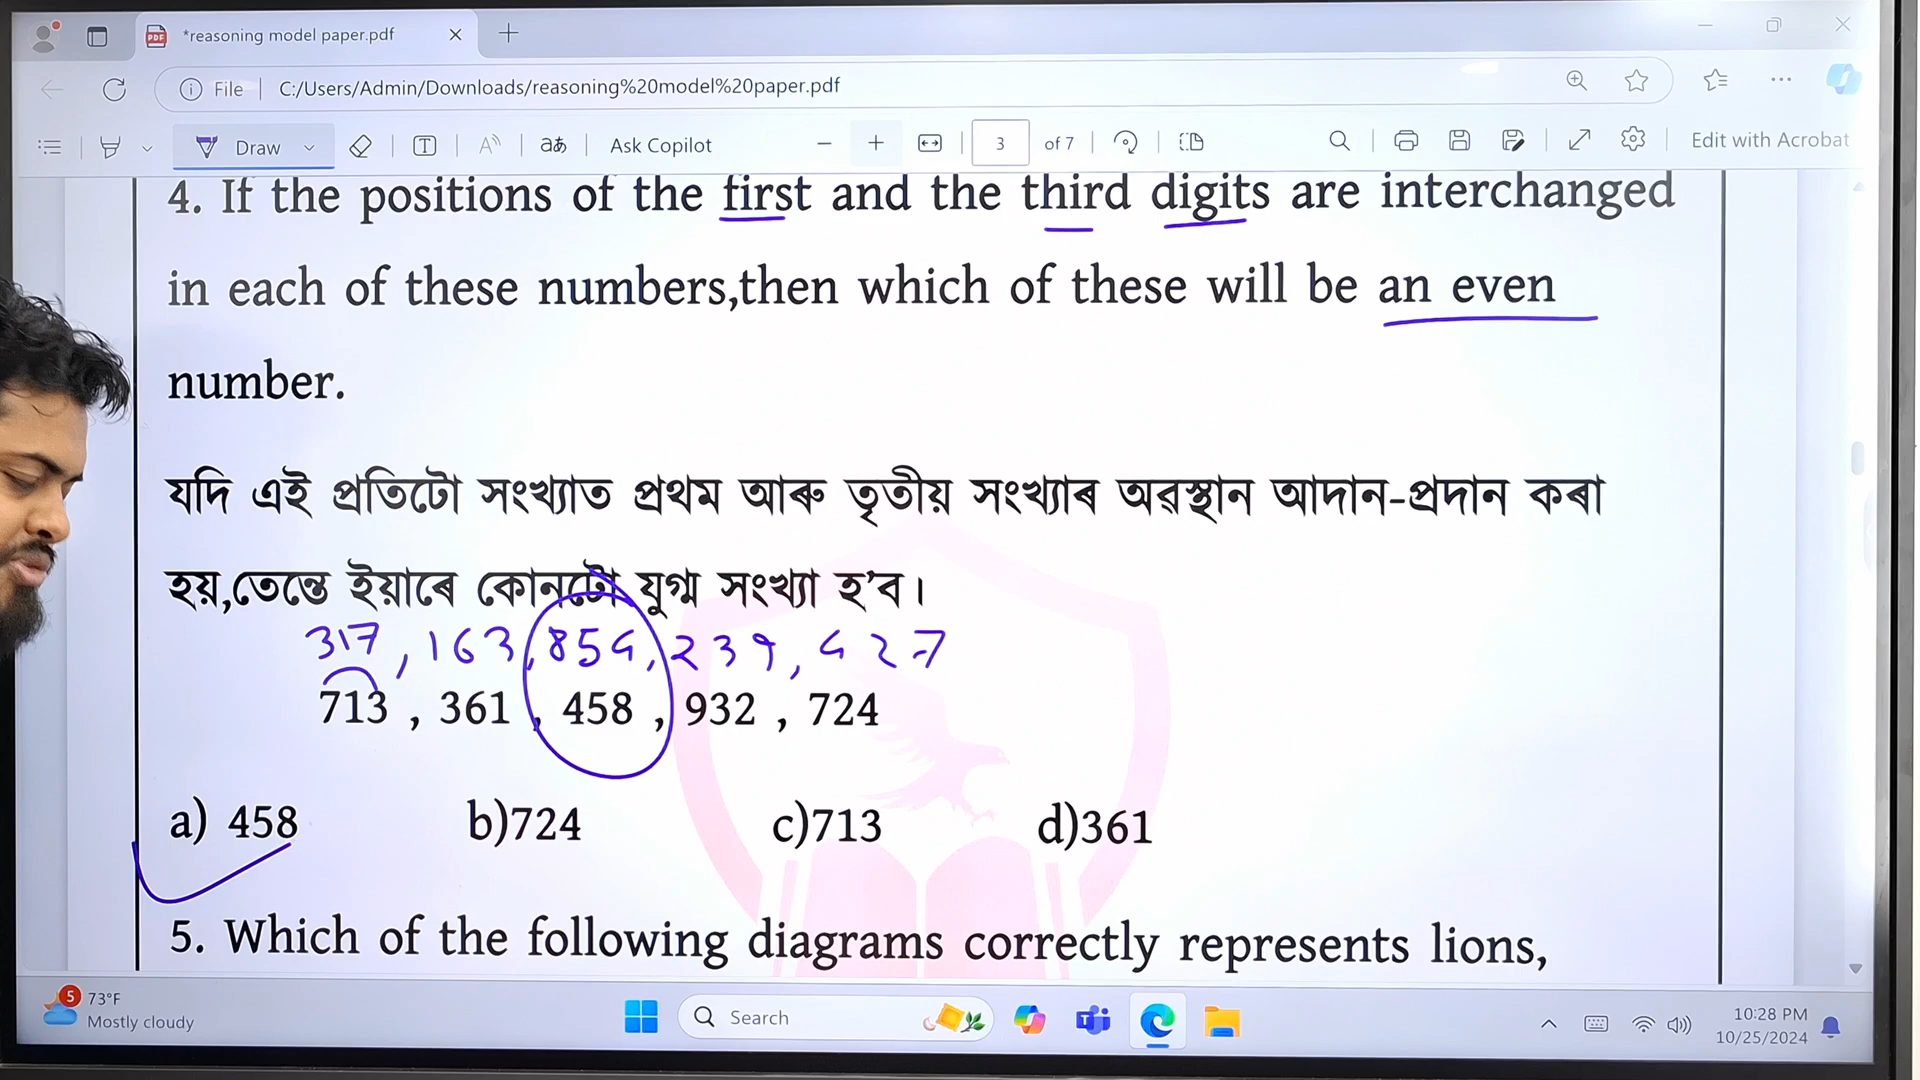 *reasoning model paper.pdf
File C:/Users/Admin/Downloads/reasoning%20model%20paper.pdf
Draw Ask Copilot 3 of 7 Edit with Acrobat
4. If the positions of the first and the third digits are interchanged
in each of these numbers,then which of these will be an even
number.
যদি এই প্ৰতিটো সংখ্যাত প্ৰথম আৰু তৃতীয় সংখ্যাৰ অৱস্থান আদান-প্ৰদান কৰা
হয়,তেন্তে ইয়াৰে কোনটো যুগ্ম সংখ্যা হ'ব।
317, 163, 854, 239, 427
713 , 361 , 458 , 932 , 724
a) 458 b)724 c)713 d)361
5. Which of the following diagrams correctly represents lions,
5 73°F
Mostly cloudy
Search
10:28 PM
10/25/2024